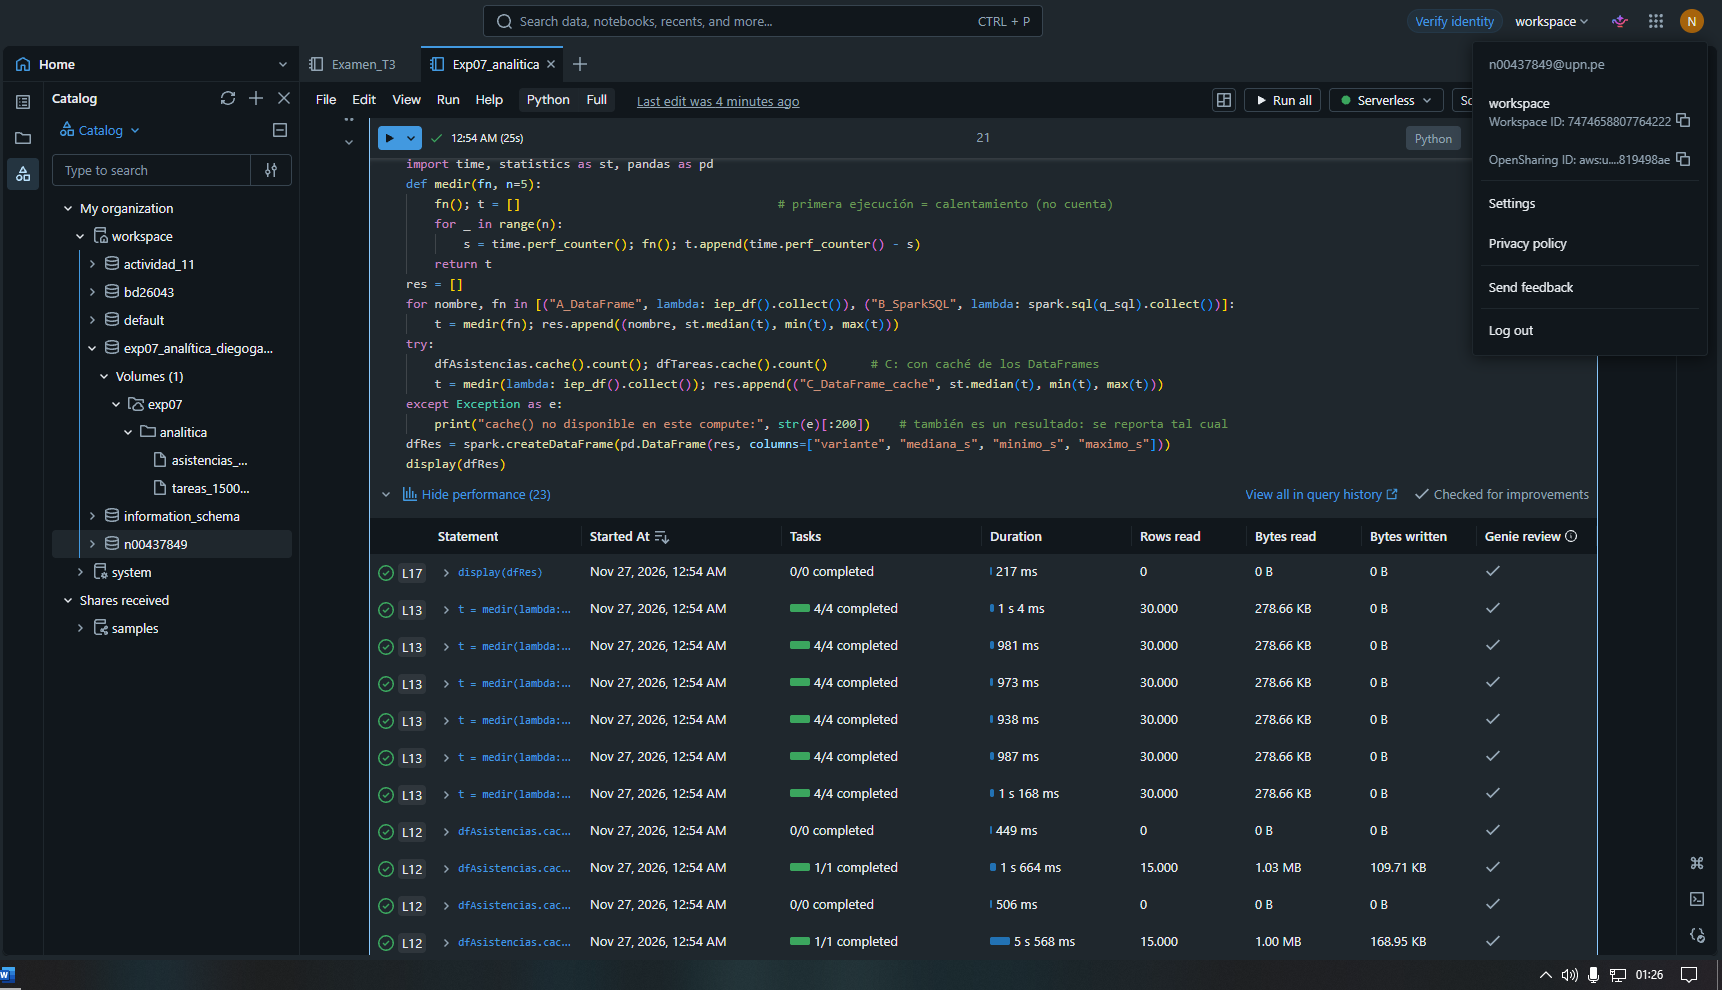 Search data, notebooks, recents, and more...
CTRL + P
Verify identity
workspace
N
Home
Examen_T3
Exp07_analitica
n00437849@upn.pe
workspace
Workspace ID: 7474658807764222
OpenSharing ID: aws:u....819498ae
Settings
Privacy policy
Send feedback
Log out
Catalog
Catalog
Type to search
My organization
workspace
actividad_11
bd26043
default
exp07_analítica_diegoga...
Volumes (1)
exp07
analitica
asistencias_...
tareas_1500...
information_schema
n00437849
system
Shares received
samples
File Edit View Run Help Python Full Last edit was 4 minutes ago
Run all
Serverless
Sc
12:54 AM (25s)
21
Python
import time, statistics as st, pandas as pd
def medir(fn, n=5):
fn(); t = [] # primera ejecución = calentamiento (no cuenta)
for _ in range(n):
s = time.perf_counter(); fn(); t.append(time.perf_counter() - s)
return t
res = []
for nombre, fn in [("A_DataFrame", lambda: iep_df().collect()), ("B_SparkSQL", lambda: spark.sql(q_sql).collect())]:
t = medir(fn); res.append((nombre, st.median(t), min(t), max(t)))
try:
dfAsistencias.cache().count(); dfTareas.cache().count() # C: con caché de los DataFrames
t = medir(lambda: iep_df().collect()); res.append(("C_DataFrame_cache", st.median(t), min(t), max(t)))
except Exception as e:
print("cache() no disponible en este compute:", str(e)[:200]) # también es un resultado: se reporta tal cual
dfRes = spark.createDataFrame(pd.DataFrame(res, columns=["variante", "mediana_s", "minimo_s", "maximo_s"]))
display(dfRes)
Hide performance (23)
View all in query history
Checked for improvements
Statement Started At Tasks Duration Rows read Bytes read Bytes written Genie review
L17 display(dfRes) Nov 27, 2026, 12:54 AM 0/0 completed 217 ms 0 0 B 0 B
L13 t = medir(lambda:... Nov 27, 2026, 12:54 AM 4/4 completed 1 s 4 ms 30.000 278.66 KB 0 B
L13 t = medir(lambda:... Nov 27, 2026, 12:54 AM 4/4 completed 981 ms 30.000 278.66 KB 0 B
L13 t = medir(lambda:... Nov 27, 2026, 12:54 AM 4/4 completed 973 ms 30.000 278.66 KB 0 B
L13 t = medir(lambda:... Nov 27, 2026, 12:54 AM 4/4 completed 938 ms 30.000 278.66 KB 0 B
L13 t = medir(lambda:... Nov 27, 2026, 12:54 AM 4/4 completed 987 ms 30.000 278.66 KB 0 B
L13 t = medir(lambda:... Nov 27, 2026, 12:54 AM 4/4 completed 1 s 168 ms 30.000 278.66 KB 0 B
L12 dfAsistencias.cac... Nov 27, 2026, 12:54 AM 0/0 completed 449 ms 0 0 B 0 B
L12 dfAsistencias.cac... Nov 27, 2026, 12:54 AM 1/1 completed 1 s 664 ms 15.000 1.03 MB 109.71 KB
L12 dfAsistencias.cac... Nov 27, 2026, 12:54 AM 0/0 completed 506 ms 0 0 B 0 B
L12 dfAsistencias.cac... Nov 27, 2026, 12:54 AM 1/1 completed 5 s 568 ms 15.000 1.00 MB 168.95 KB
W
01:26